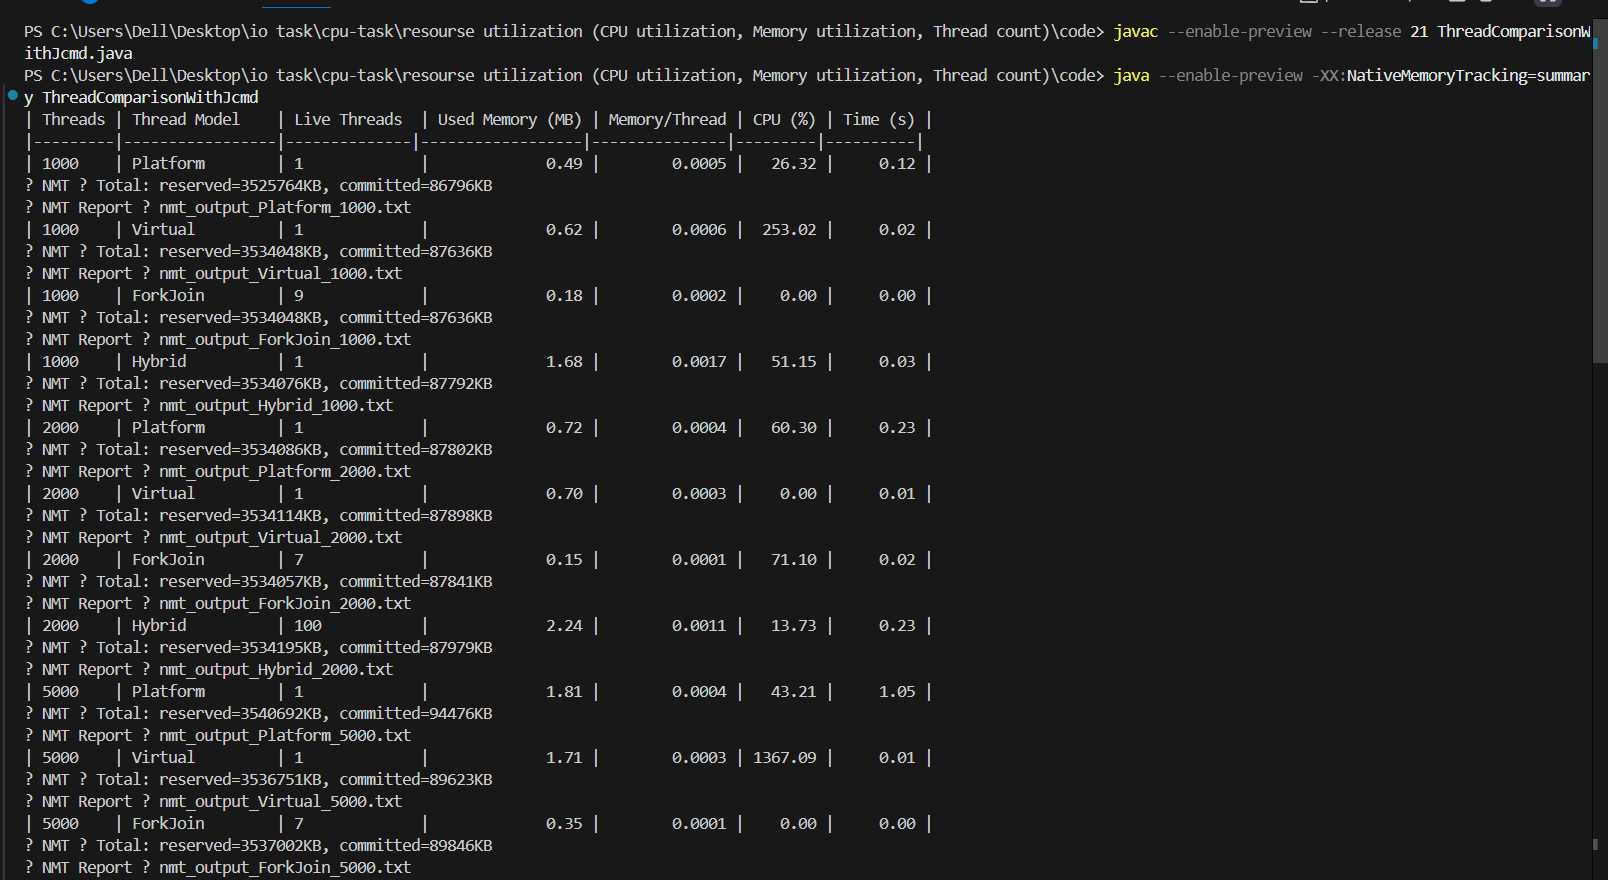 PS C:\Users\Dell\Desktop\io task\cpu-task\resourse utilization (CPU utilization, Memory utilization, Thread count)\code> javac --enable-preview --release 21 ThreadComparisonW
ithJcmd.java
PS C:\Users\Dell\Desktop\io task\cpu-task\resourse utilization (CPU utilization, Memory utilization, Thread count)\code> java --enable-preview -XX:NativeMemoryTracking=summar
y ThreadComparisonWithJcmd
| Threads | Thread Model    | Live Threads  | Used Memory (MB) | Memory/Thread | CPU (%) | Time (s) |
|---------|-----------------|--------------|------------------|---------------|---------|----------|
| 1000    | Platform        | 1             |             0.49 |        0.0005 |   26.32 |     0.12 |
? NMT ? Total: reserved=3525764KB, committed=86796KB
? NMT Report ? nmt_output_Platform_1000.txt
| 1000    | Virtual         | 1             |             0.62 |        0.0006 |  253.02 |     0.02 |
? NMT ? Total: reserved=3534048KB, committed=87636KB
? NMT Report ? nmt_output_Virtual_1000.txt
| 1000    | ForkJoin        | 9             |             0.18 |        0.0002 |    0.00 |     0.00 |
? NMT ? Total: reserved=3534048KB, committed=87636KB
? NMT Report ? nmt_output_ForkJoin_1000.txt
| 1000    | Hybrid          | 1             |             1.68 |        0.0017 |   51.15 |     0.03 |
? NMT ? Total: reserved=3534076KB, committed=87792KB
? NMT Report ? nmt_output_Hybrid_1000.txt
| 2000    | Platform        | 1             |             0.72 |        0.0004 |   60.30 |     0.23 |
? NMT ? Total: reserved=3534086KB, committed=87802KB
? NMT Report ? nmt_output_Platform_2000.txt
| 2000    | Virtual         | 1             |             0.70 |        0.0003 |    0.00 |     0.01 |
? NMT ? Total: reserved=3534114KB, committed=87898KB
? NMT Report ? nmt_output_Virtual_2000.txt
| 2000    | ForkJoin        | 7             |             0.15 |        0.0001 |   71.10 |     0.02 |
? NMT ? Total: reserved=3534057KB, committed=87841KB
? NMT Report ? nmt_output_ForkJoin_2000.txt
| 2000    | Hybrid          | 100           |             2.24 |        0.0011 |   13.73 |     0.23 |
? NMT ? Total: reserved=3534195KB, committed=87979KB
? NMT Report ? nmt_output_Hybrid_2000.txt
| 5000    | Platform        | 1             |             1.81 |        0.0004 |   43.21 |     1.05 |
? NMT ? Total: reserved=3540692KB, committed=94476KB
? NMT Report ? nmt_output_Platform_5000.txt
| 5000    | Virtual         | 1             |             1.71 |        0.0003 | 1367.09 |     0.01 |
? NMT ? Total: reserved=3536751KB, committed=89623KB
? NMT Report ? nmt_output_Virtual_5000.txt
| 5000    | ForkJoin        | 7             |             0.35 |        0.0001 |    0.00 |     0.00 |
? NMT ? Total: reserved=3537002KB, committed=89846KB
? NMT Report ? nmt_output_ForkJoin_5000.txt